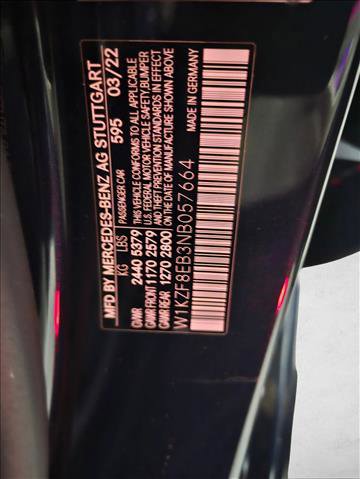 MFD BY MERCEDES-BENZ AG STUTTGART
PASSENGER CAR 595 03/22
KG LBS
GVWR 2440 5379
GAWR FRONT 1170 2579
GAWR REAR 1270 2800
THIS VEHICLE CONFORMS TO ALL APPLICABLE
U.S. FEDERAL MOTOR VEHICLE SAFETY, BUMPER
AND THEFT PREVENTION STANDARDS IN EFFECT
ON THE DATE OF MANUFACTURE SHOWN ABOVE
W1KZF8EB3NB057664
MADE IN GERMANY